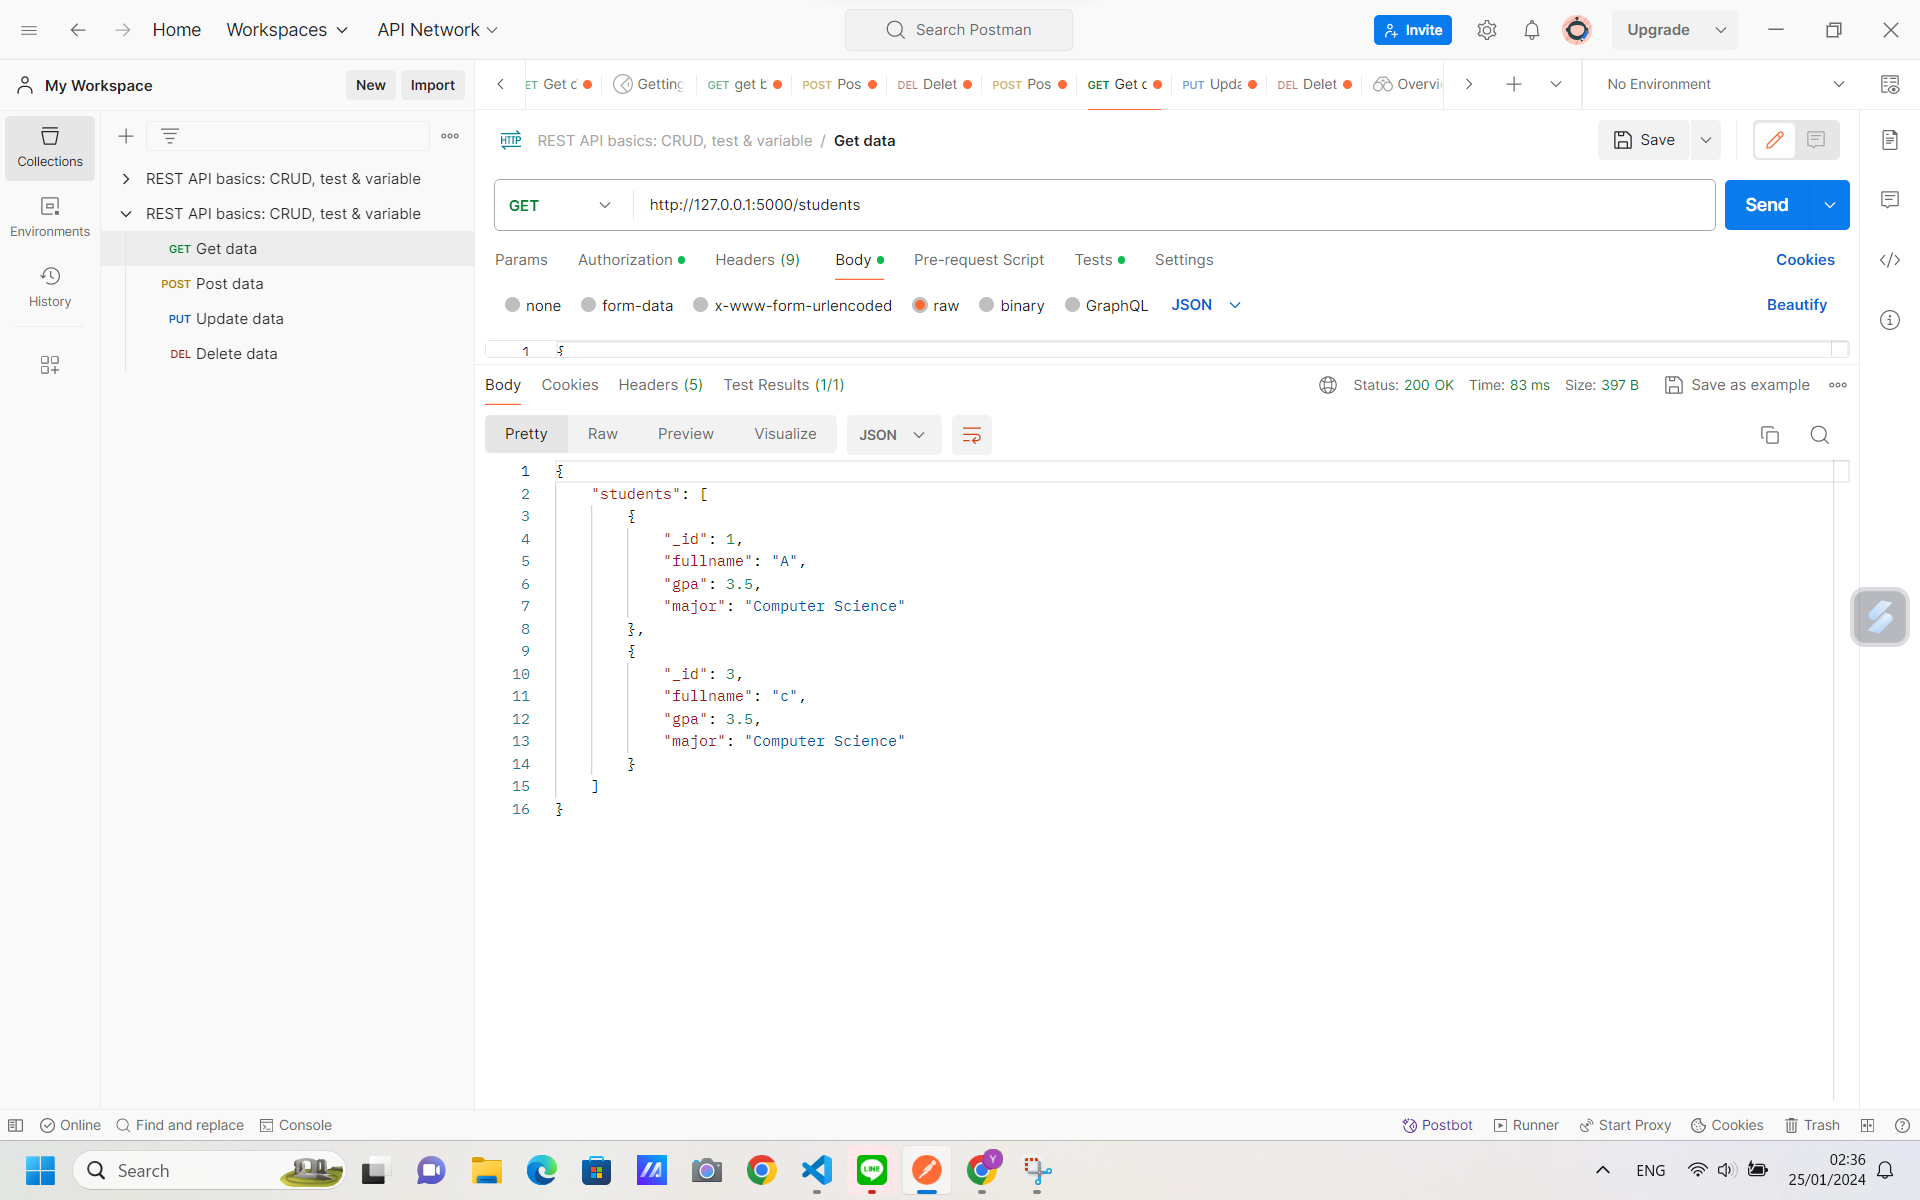 Home
Workspaces
API Network
Search Postman
Invite
Upgrade
My Workspace
New
Import
ET Get c
Getting
GET get b
POST Pos
DEL Delet
POST Pos
GET Get c
PUT Upda
DEL Delet
Overvi
No Environment
Collections
Environments
History
REST API basics: CRUD, test & variable
REST API basics: CRUD, test & variable
GET Get data
POST Post data
PUT Update data
DEL Delete data
HTTP
REST API basics: CRUD, test & variable / Get data
Save
GET
http://127.0.0.1:5000/students
Send
Params
Authorization
Headers (9)
Body
Pre-request Script
Tests
Settings
Cookies
none
form-data
x-www-form-urlencoded
raw
binary
GraphQL
JSON
Beautify
1 {
Body
Cookies
Headers (5)
Test Results (1/1)
Status: 200 OK
Time: 83 ms
Size: 397 B
Save as example
Pretty
Raw
Preview
Visualize
JSON
1 {
2 "students": [
3 {
4 "_id": 1,
5 "fullname": "A",
6 "gpa": 3.5,
7 "major": "Computer Science"
8 },
9 {
10 "_id": 3,
11 "fullname": "c",
12 "gpa": 3.5,
13 "major": "Computer Science"
14 }
15 ]
16 }
Online
Find and replace
Console
Postbot
Runner
Start Proxy
Cookies
Trash
Search
LINE
Y
ENG
02:36
25/01/2024